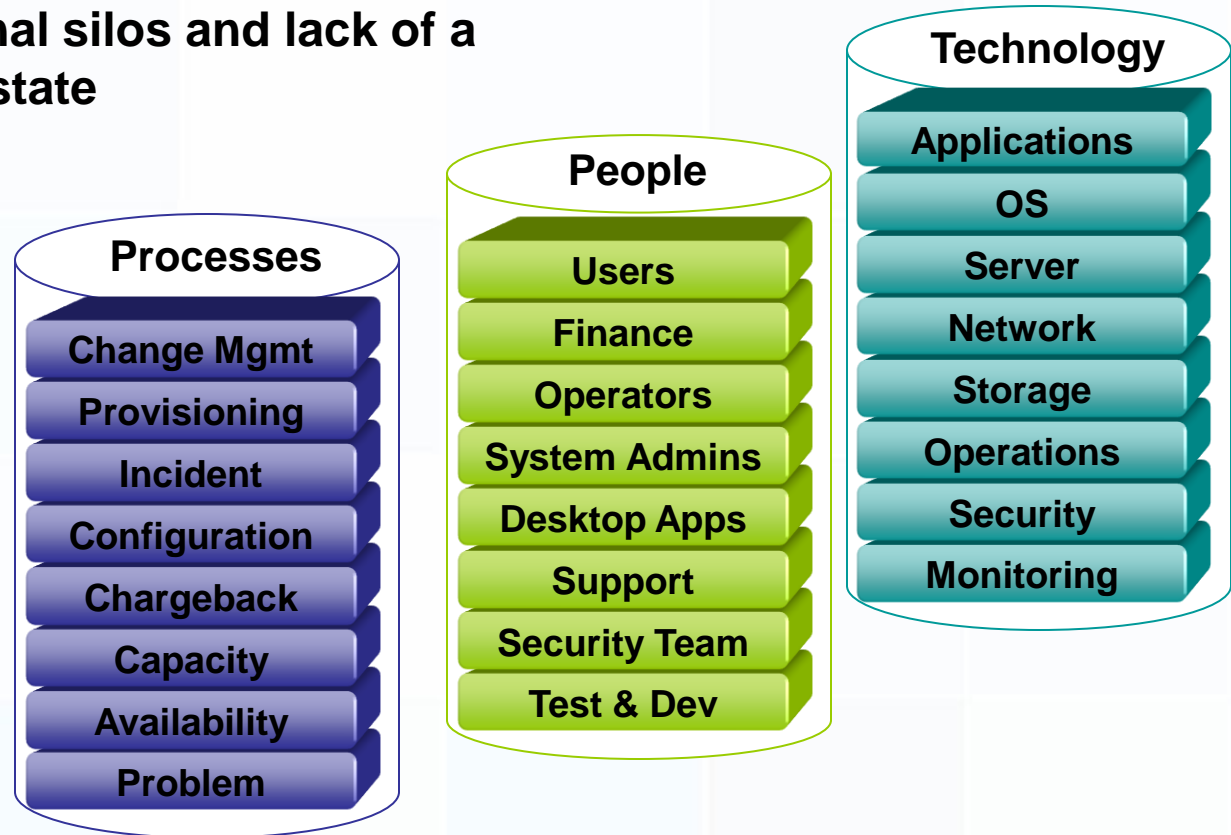 nal silos and lack of a
state
Processes
Change Mgmt
Provisioning
Incident
Configuration
Chargeback
Capacity
Availability
Problem
People
Users
Finance
Operators
System Admins
Desktop Apps
Support
Security Team
Test & Dev
Technology
Applications
OS
Server
Network
Storage
Operations
Security
Monitoring